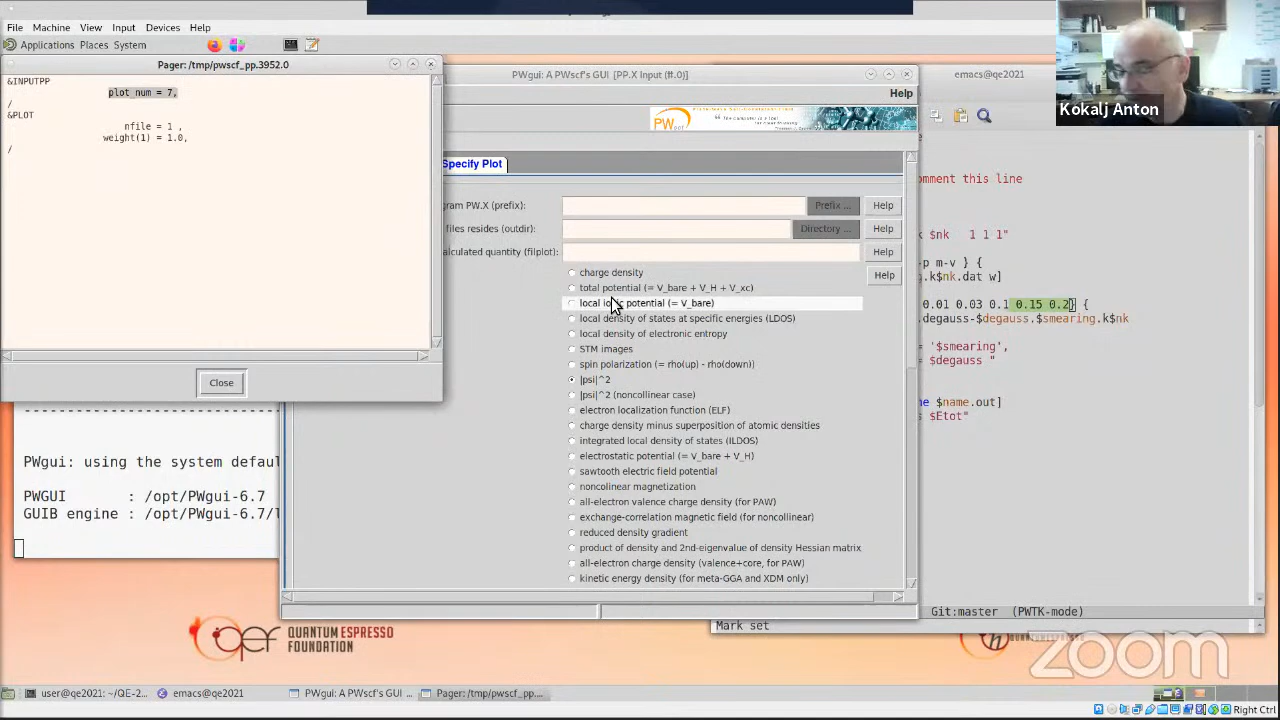 File Machine View Input Devices Help
Applications Places System
Pager: /tmp/pwscf_pp.3952.0
&INPUTPP
plot_num = 7,
/
&PLOT
nfile = 1 ,
weight(1) = 1.0,
/
Close
PWgui: A PWscf's GUI [PP.X Input (#.0)]
Help
Specify Plot
gram PW.X (prefix):
Prefix ...
Help
files resides (outdir):
Directory ...
Help
alculated quantity (filplot):
Help
charge density
Help
total potential (= V_bare + V_H + V_xc)
local ionic potential (= V_bare)
local density of states at specific energies (LDOS)
local density of electronic entropy
STM images
spin polarization (= rho(up) - rho(down))
|psi|^2
|psi|^2 (noncollinear case)
electron localization function (ELF)
charge density minus superposition of atomic densities
integrated local density of states (ILDOS)
electrostatic potential (= V_bare + V_H)
sawtooth electric field potential
noncolinear magnetization
all-electron valence charge density (for PAW)
exchange-correlation magnetic field (for noncollinear)
reduced density gradient
product of density and 2nd-eigenvalue of density Hessian matrix
all-electron charge density (valence+core, for PAW)
kinetic energy density (for meta-GGA and XDM only)
emacs@qe2021
omment this line
k $nk 1 1 1"
-p m-v } {
g.k$nk.dat w]
0.01 0.03 0.1 0.15 0.2} {
.degauss-$degauss.$smearing.k$nk
= '$smearing',
= $degauss "
me $name.out]
s $Etot"
Git:master (PWTK-mode)
Mark set
PWgui: using the system defau
PWGUI : /opt/PWgui-6.7
GUIB engine : /opt/PWgui-6.7/l
QUANTUM ESPRESSO
FOUNDATION
Kokalj Anton
zoom
user@qe2021: ~/QE-2...
emacs@qe2021
PWgui: A PWscf's GUI ...
Pager: /tmp/pwscf_pp....
Right Ctrl